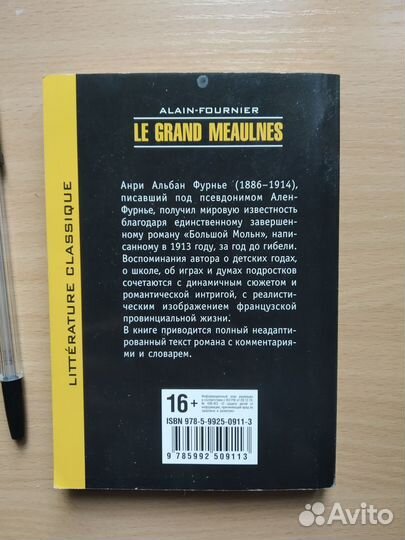 ALAIN-FOURNIER
LE GRAND MEAULNES
Анри Альбан Фурнье (1886–1914),
писавший под псевдонимом Ален-
Фурнье, получил мировую известность
благодаря единственному завершен-
ному роману «Большой Мольн», напи-
санному в 1913 году, за год до гибели.
Воспоминания автора о детских годах,
о школе, об играх и думах подростков
сочетаются с динамичным сюжетом и
романтической интригой, с реалисти-
ческим изображением французской
провинциальной жизни.
В книге приводится полный неадапти-
рованный текст романа с комментария-
ми и словарем.
LITTÉRATURE CLASSIQUE
16+
ISBN 978-5-9925-0911-3
9 785992 509113
Avito